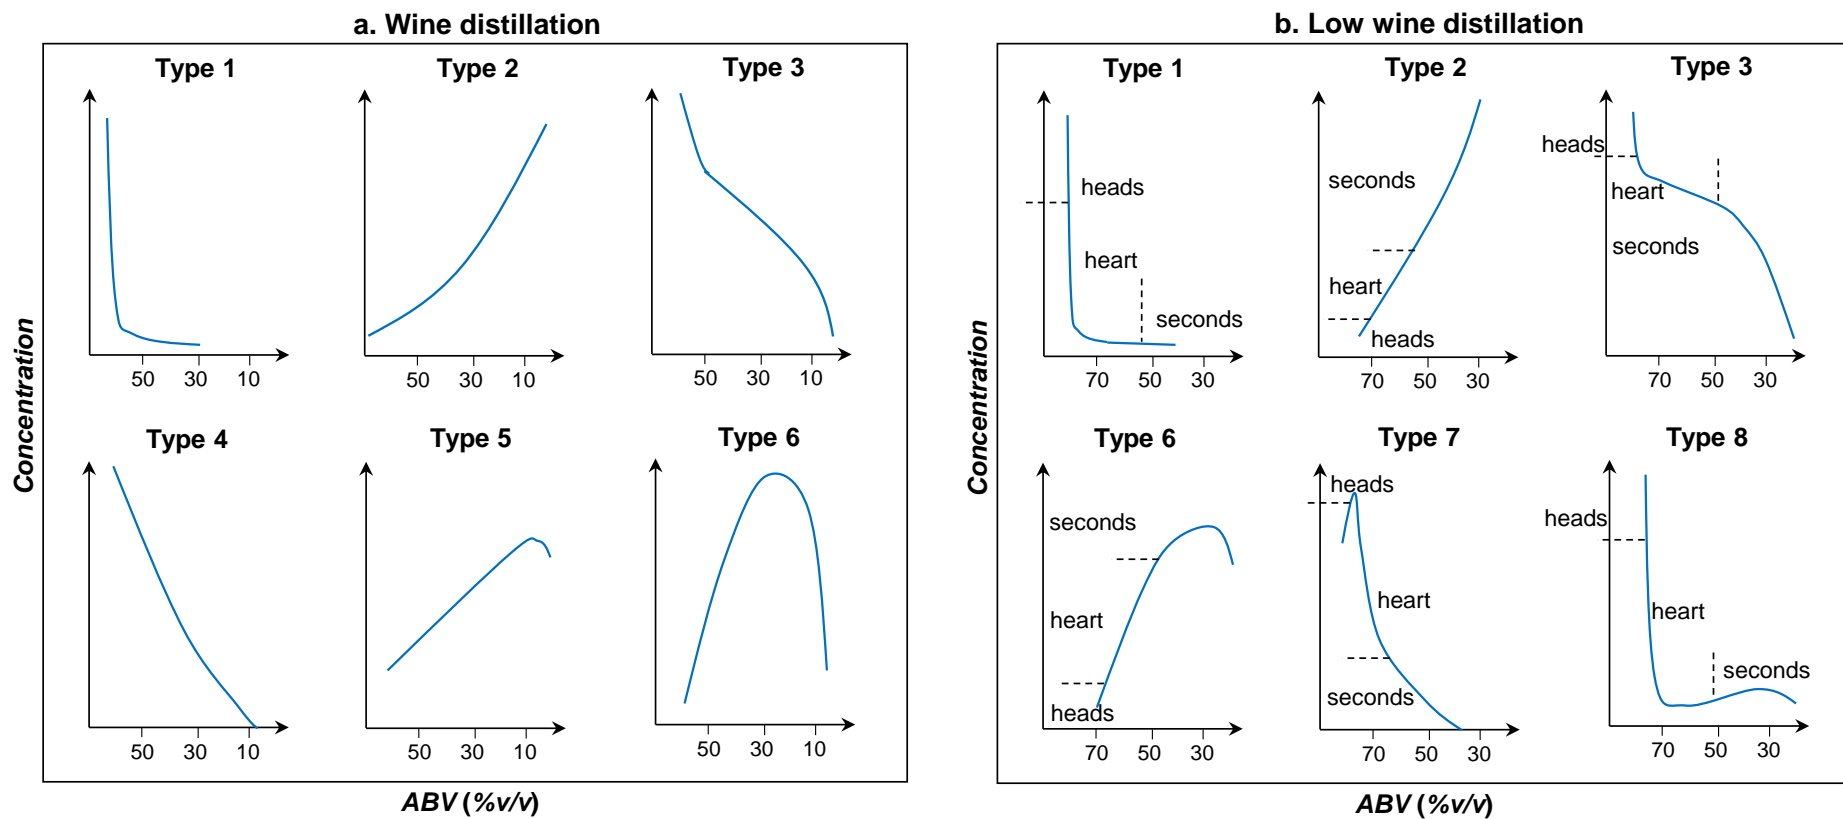 a. Wine distillation
Type 1
Type 2
Type 3
50 30 10
50 30 10
50 30 10
Type 4
Type 5
Type 6
50 30 10
50 30 10
50 30 10
Concentration
ABV (%v/v)
b. Low wine distillation
Type 1
heads
heart
seconds
70 50 30
Type 2
seconds
heart
heads
70 50 30
Type 3
heads
heart
seconds
70 50 30
Type 6
seconds
heart
heads
70 50 30
Type 7
heads
heart
seconds
70 50 30
Type 8
heads
heart
seconds
70 50 30
Concentration
ABV (%v/v)